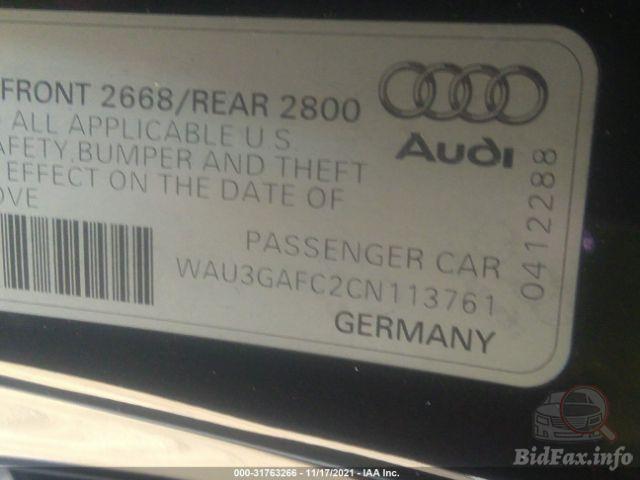 FRONT 2668/REAR 2800
ALL APPLICABLE U.S.
AFETY.BUMPER AND THEFT
EFFECT ON THE DATE OF
OVE
Audi
0412288
PASSENGER CAR
WAU3GAFC2CN113761
GERMANY
BidFax.info
000-31763266 - 11/17/2021 - IAA Inc.